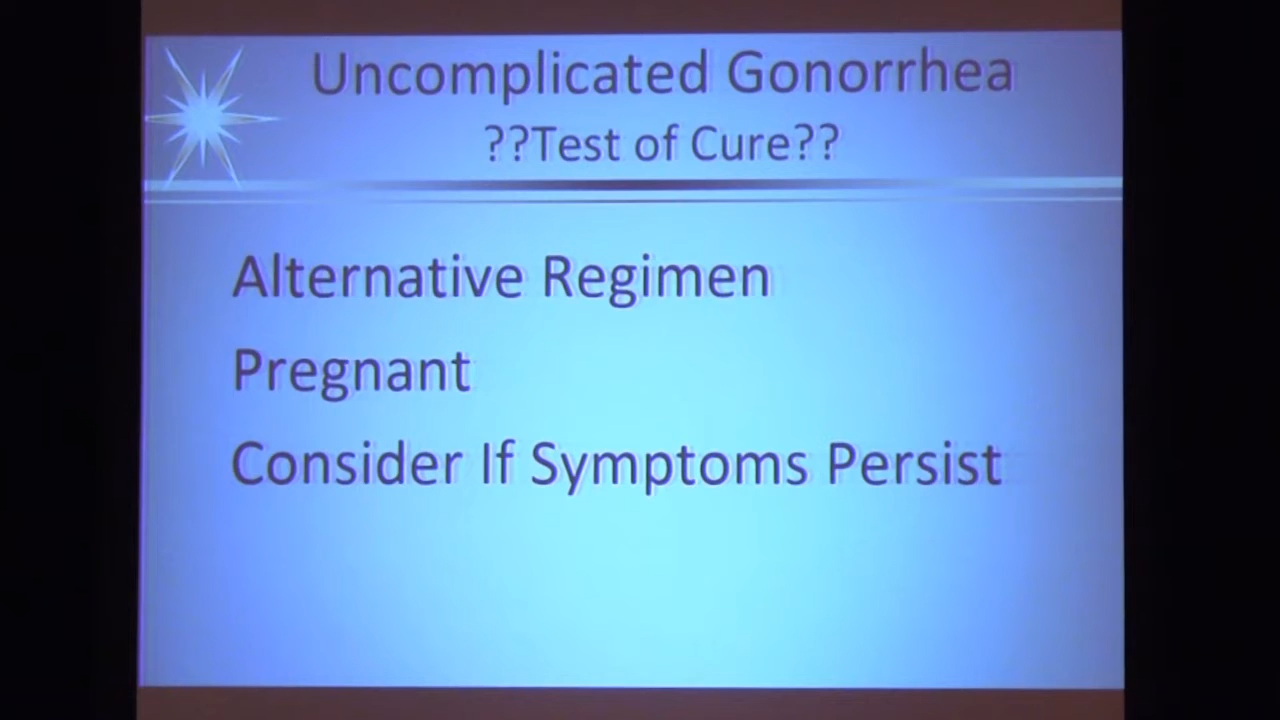 Uncomplicated Gonorrhea
??Test of Cure??
Alternative Regimen
Pregnant
Consider If Symptoms Persist